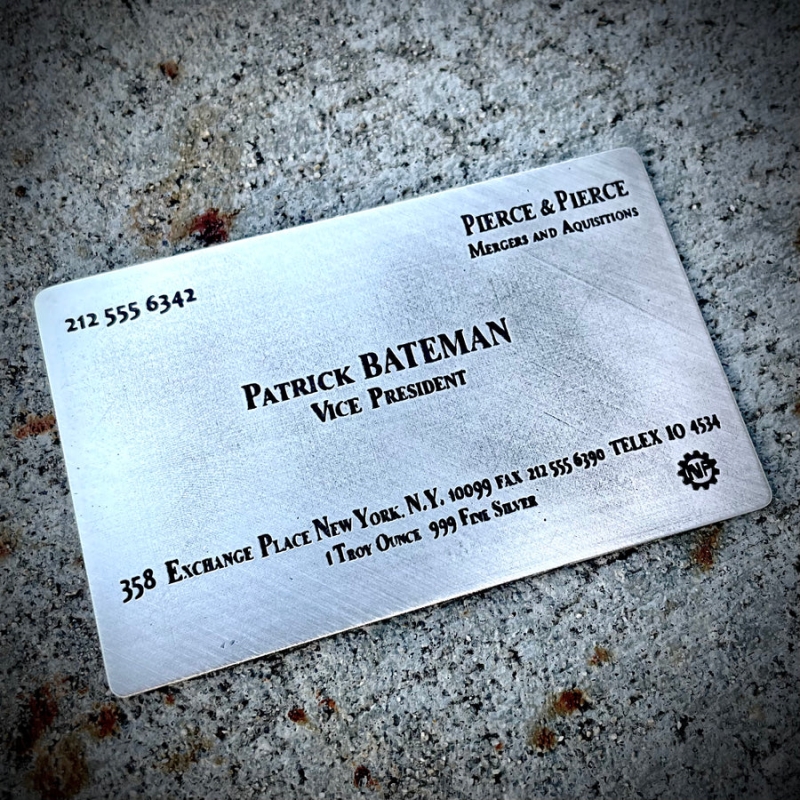 PIERCE & PIERCE
MERGERS AND AQUISITIONS
212 555 6342
PATRICK BATEMAN
VICE PRESIDENT
358 EXCHANGE PLACE NEW YORK. N.Y. 10099 FAX 212 555 6390 TELEX 10 4534
1 TROY OUNCE 999 FINE SILVER
NF